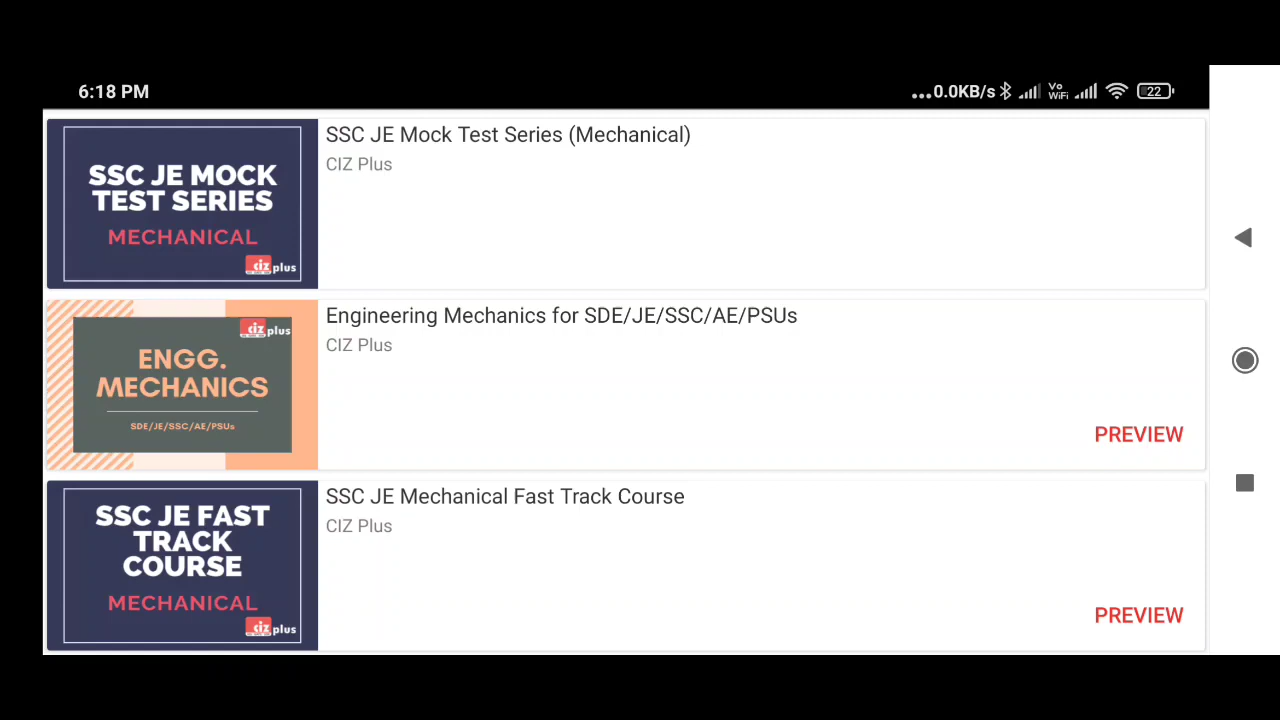 6:18 PM
...0.0KB/s Vo WiFi 22
SSC JE MOCK
TEST SERIES
MECHANICAL
ciz plus
SSC JE Mock Test Series (Mechanical)
CIZ Plus
ciz plus
ENGG.
MECHANICS
SDE/JE/SSC/AE/PSUs
Engineering Mechanics for SDE/JE/SSC/AE/PSUs
CIZ Plus
PREVIEW
SSC JE FAST
TRACK
COURSE
MECHANICAL
ciz plus
SSC JE Mechanical Fast Track Course
CIZ Plus
PREVIEW